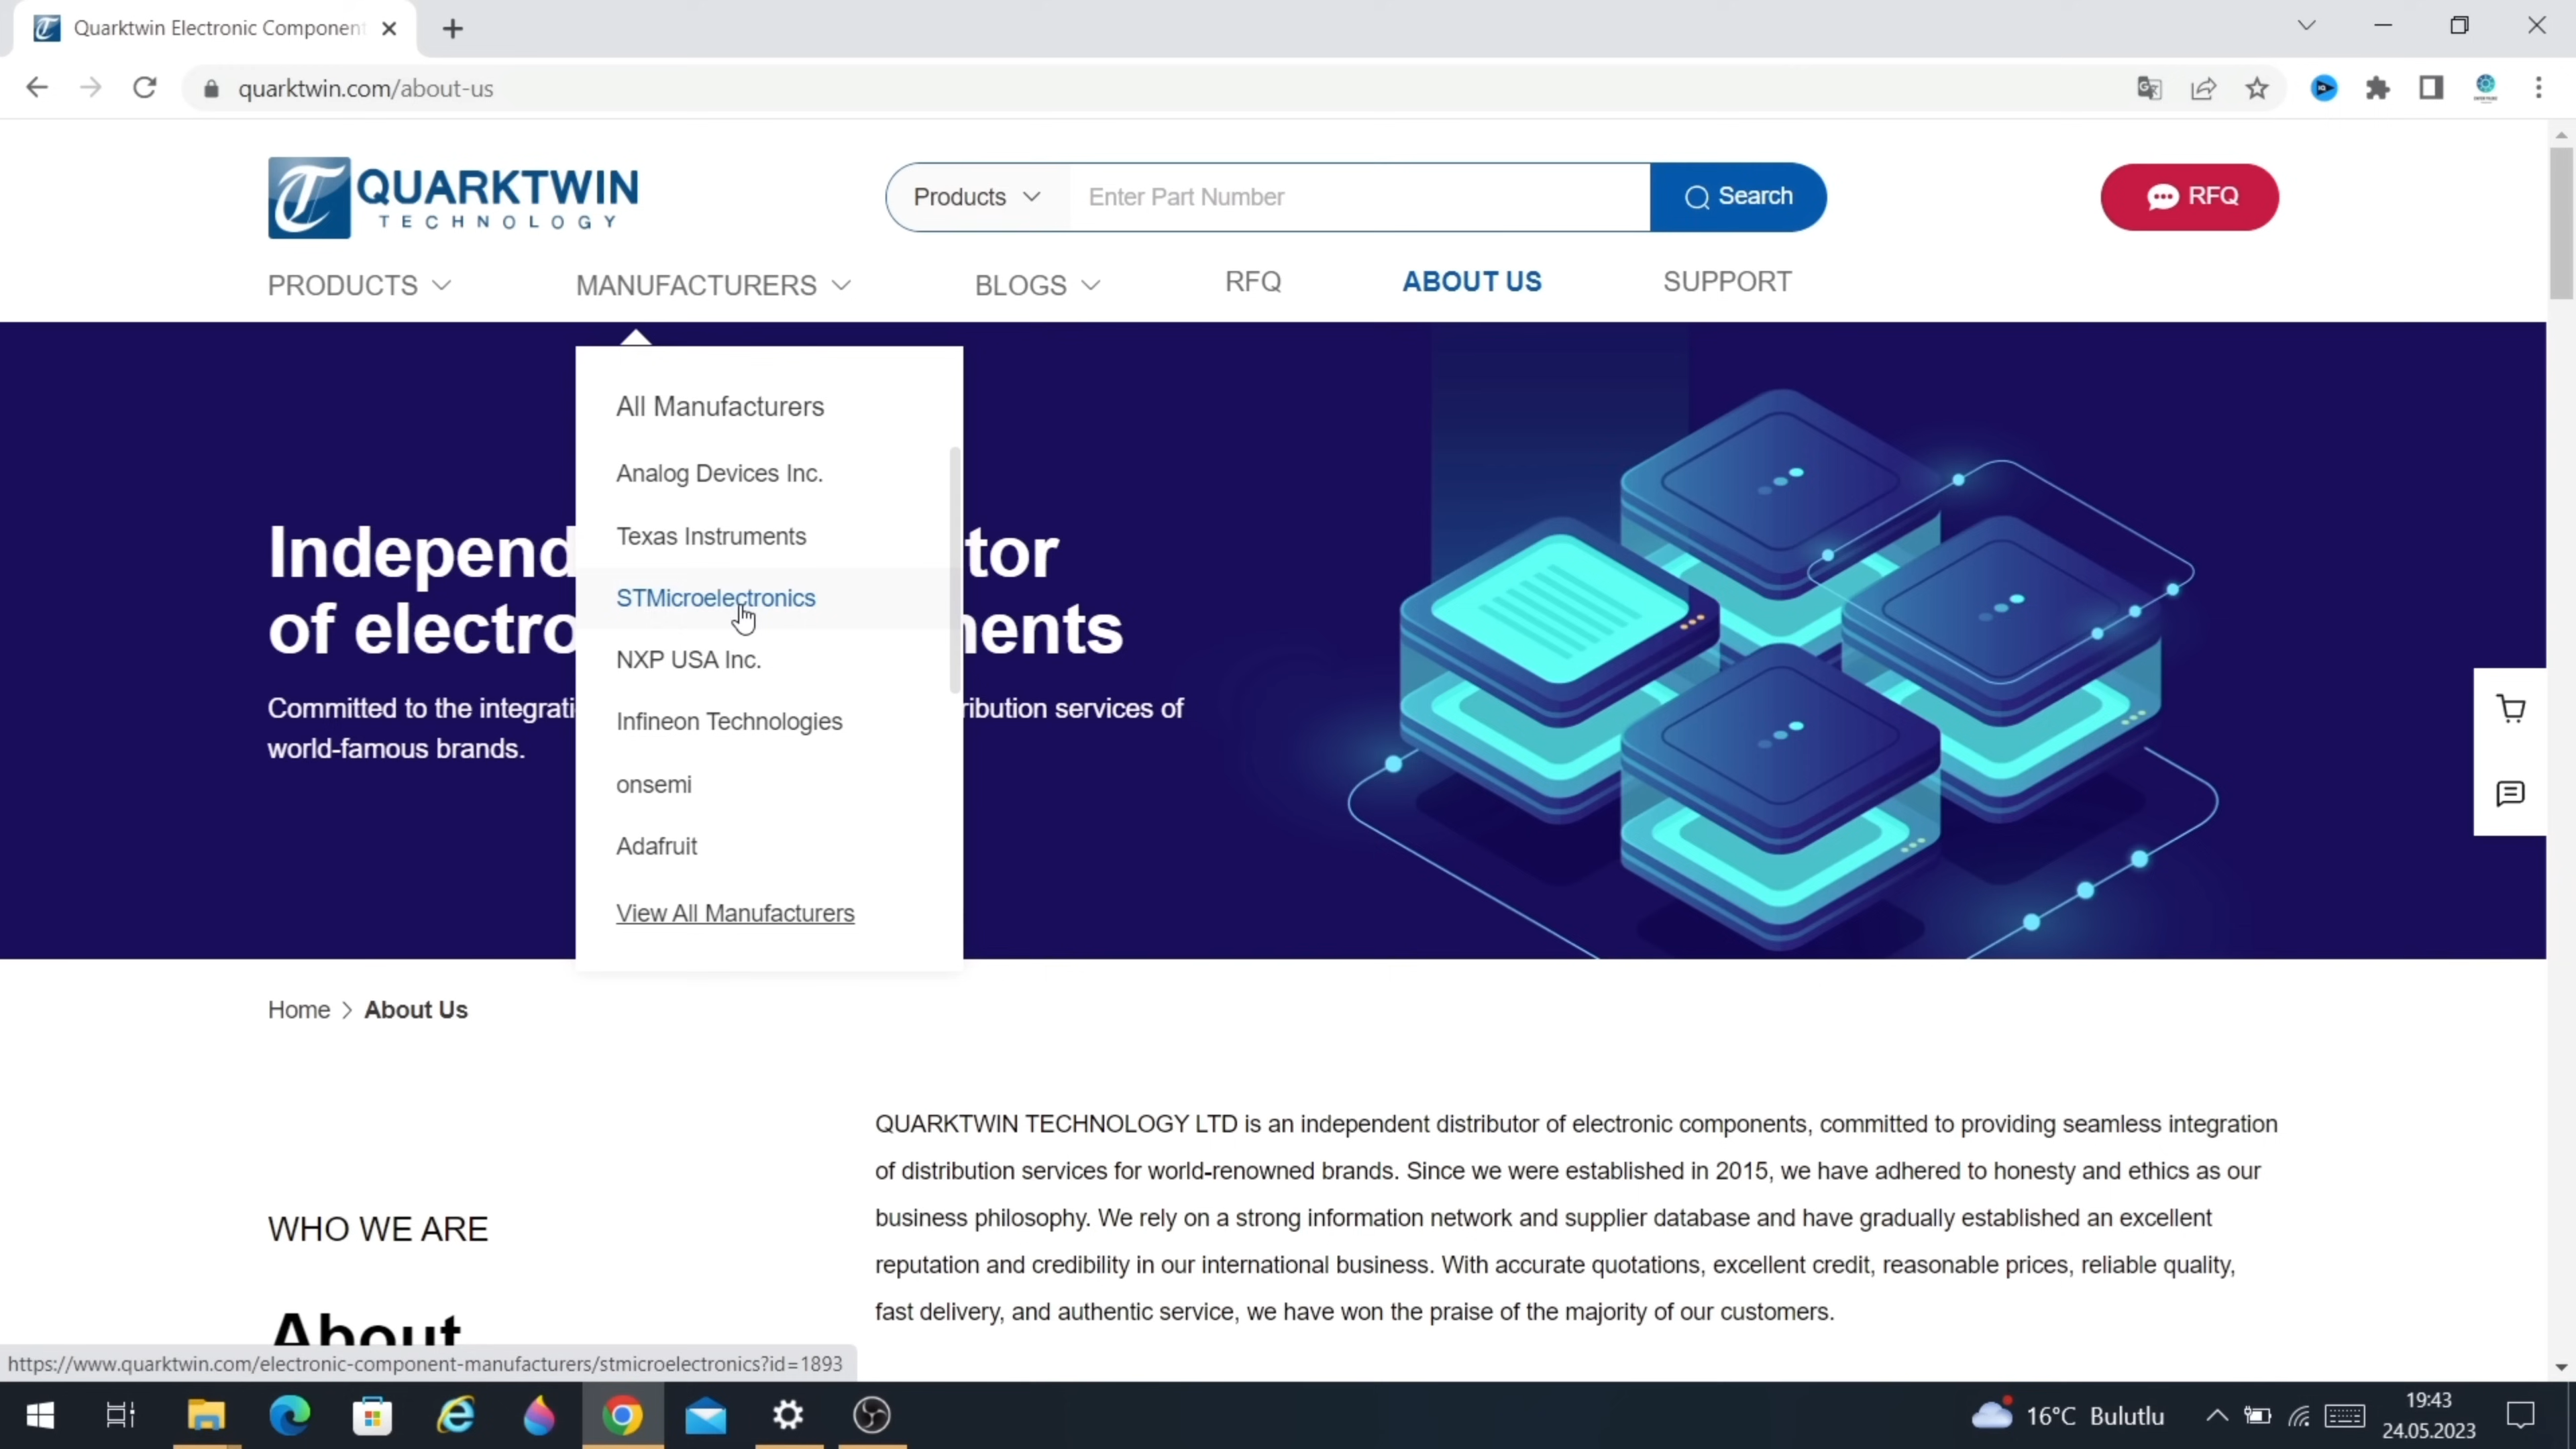 Quarktwin Electronic Component
quarktwin.com/about-us
QUARKTWIN
TECHNOLOGY
Products
Enter Part Number
Search
RFQ
PRODUCTS
MANUFACTURERS
BLOGS
RFQ
ABOUT US
SUPPORT
All Manufacturers
Analog Devices Inc.
Texas Instruments
STMicroelectronics
NXP USA Inc.
Infineon Technologies
onsemi
Adafruit
View All Manufacturers
Independ tor
of electro nents
Committed to the integrati ribution services of
world-famous brands.
Home > About Us
WHO WE ARE
About
QUARKTWIN TECHNOLOGY LTD is an independent distributor of electronic components, committed to providing seamless integration
of distribution services for world-renowned brands. Since we were established in 2015, we have adhered to honesty and ethics as our
business philosophy. We rely on a strong information network and supplier database and have gradually established an excellent
reputation and credibility in our international business. With accurate quotations, excellent credit, reasonable prices, reliable quality,
fast delivery, and authentic service, we have won the praise of the majority of our customers.
https://www.quarktwin.com/electronic-component-manufacturers/stmicroelectronics?id=1893
16°C Bulutlu
19:43
24.05.2023